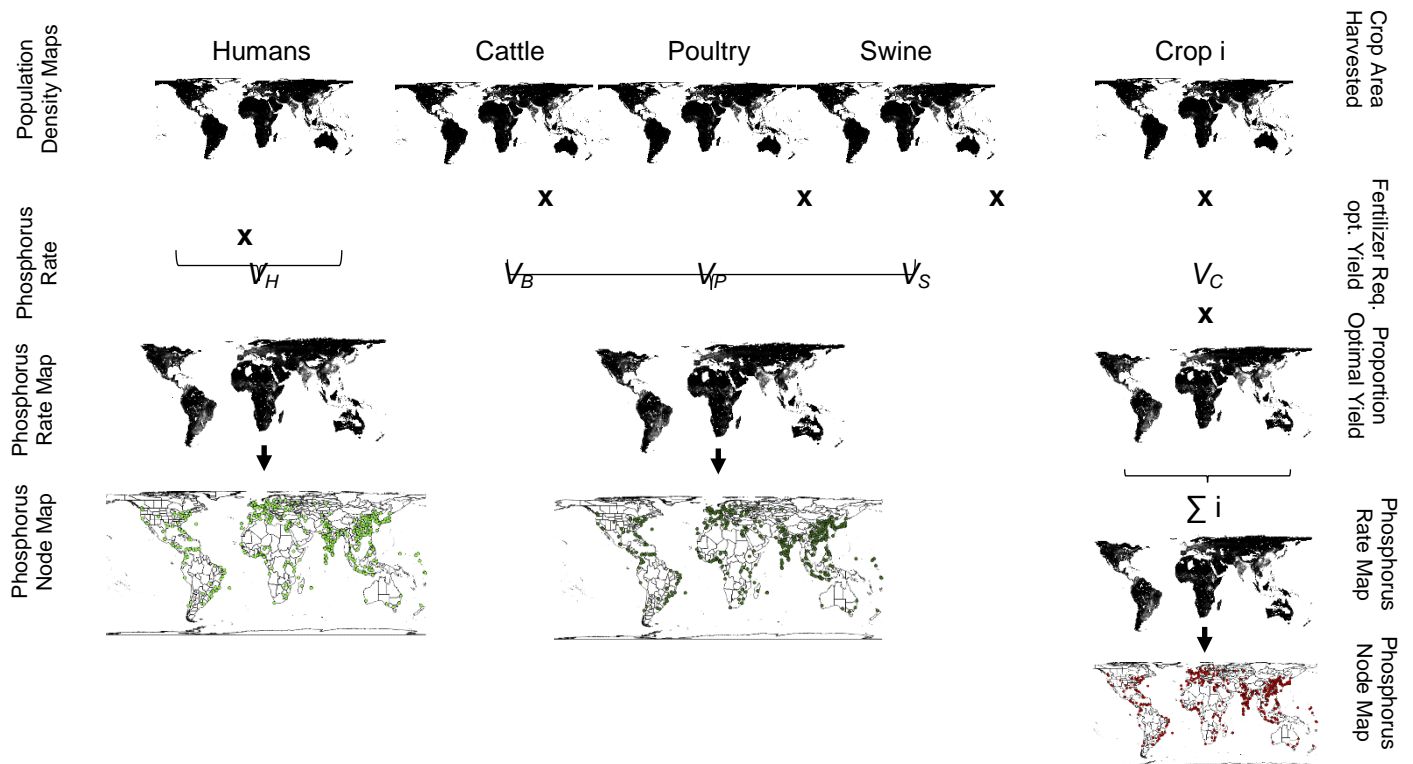 Humans
Cattle
Poultry
Swine
Crop i
Population
Density Maps
Crop Area
Harvested
x
x
x
x
x
Phosphorus
Rate
V_H
V_B
V_P
V_S
V_C
Fertilizer Req.
opt. Yield
x
Proportion
Optimal Yield
Phosphorus
Rate Map
Phosphorus
Node Map
∑ i
Phosphorus
Rate Map
Phosphorus
Node Map